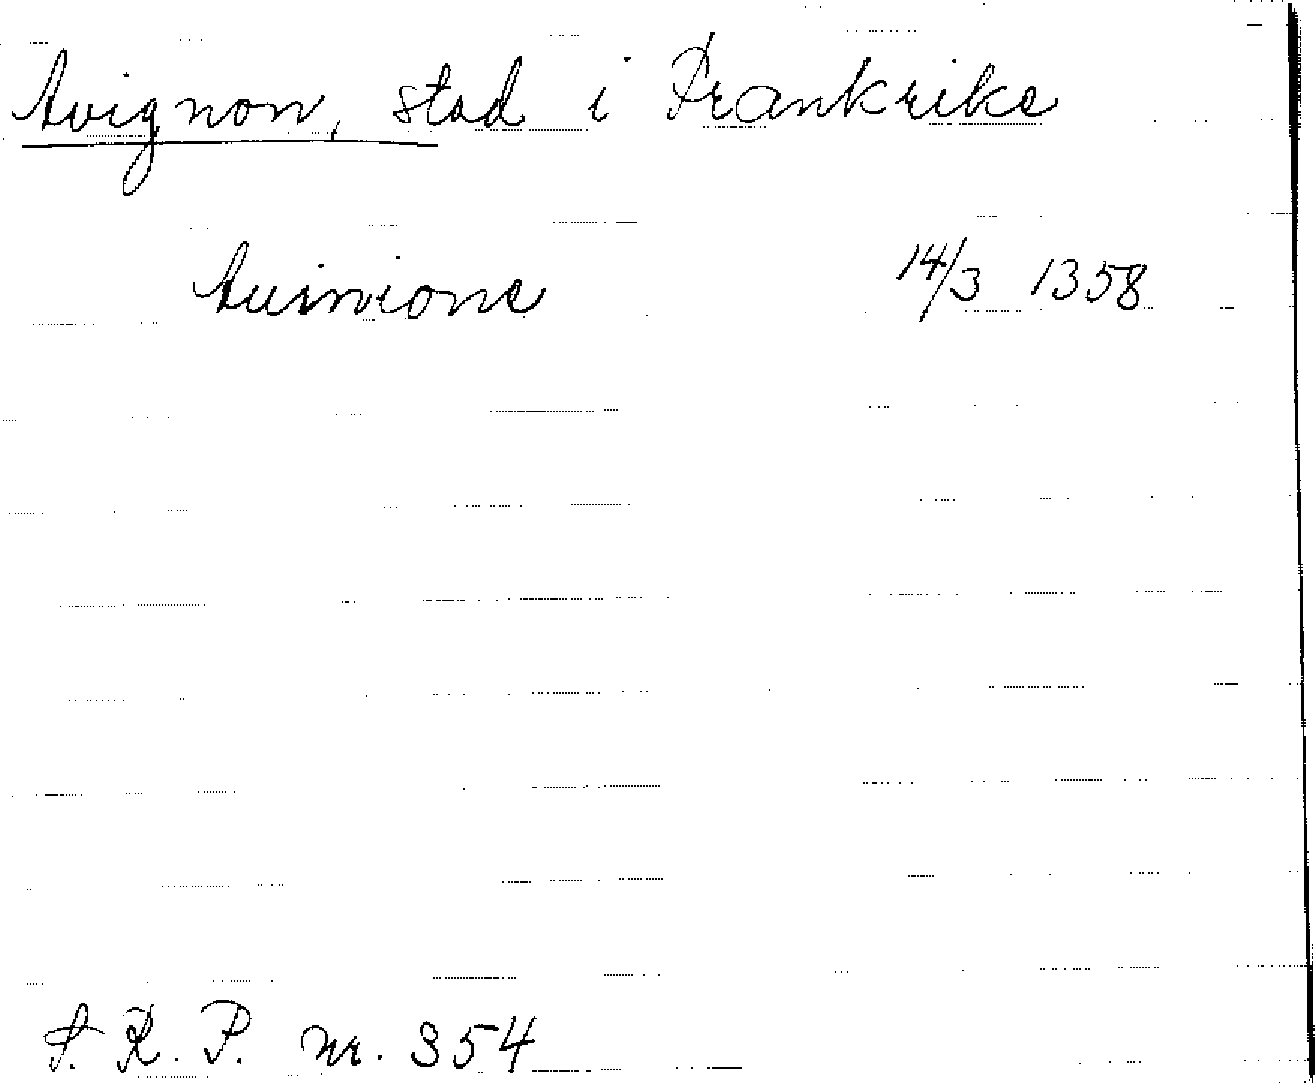 Avignon, stad i Frankrike
Auinione 14/3 1358
S. R. P. nr. 354